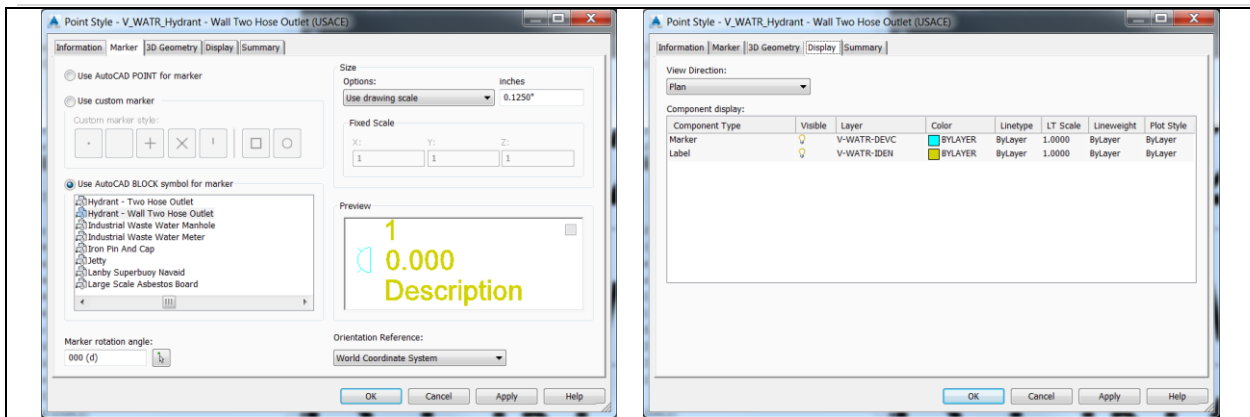 Point Style - V_WATR_Hydrant - Wall Two Hose Outlet (USACE)
Information Marker 3D Geometry Display Summary
Use AutoCAD POINT for marker
Use custom marker
Custom marker style:
Use AutoCAD BLOCK symbol for marker
Hydrant - Two Hose Outlet
Hydrant - Wall Two Hose Outlet
Industrial Waste Water Manhole
Industrial Waste Water Meter
Iron Pin And Cap
Jetty
Lanby Superbuoy Navaid
Large Scale Asbestos Board
Marker rotation angle:
000 (d)
Size
Options: inches
Use drawing scale 0.1250"
Fixed Scale
X: Y: Z:
1 1 1
Preview
1
0.000
Description
Orientation Reference:
World Coordinate System
OK Cancel Apply Help
Point Style - V_WATR_Hydrant - Wall Two Hose Outlet (USACE)
Information Marker 3D Geometry Display Summary
View Direction:
Plan
Component display:
Component Type Visible Layer Color Linetype LT Scale Lineweight Plot Style
Marker V-WATR-DEVC BYLAYER ByLayer 1.0000 ByLayer ByLayer
Label V-WATR-IDEN BYLAYER ByLayer 1.0000 ByLayer ByLayer
OK Cancel Apply Help